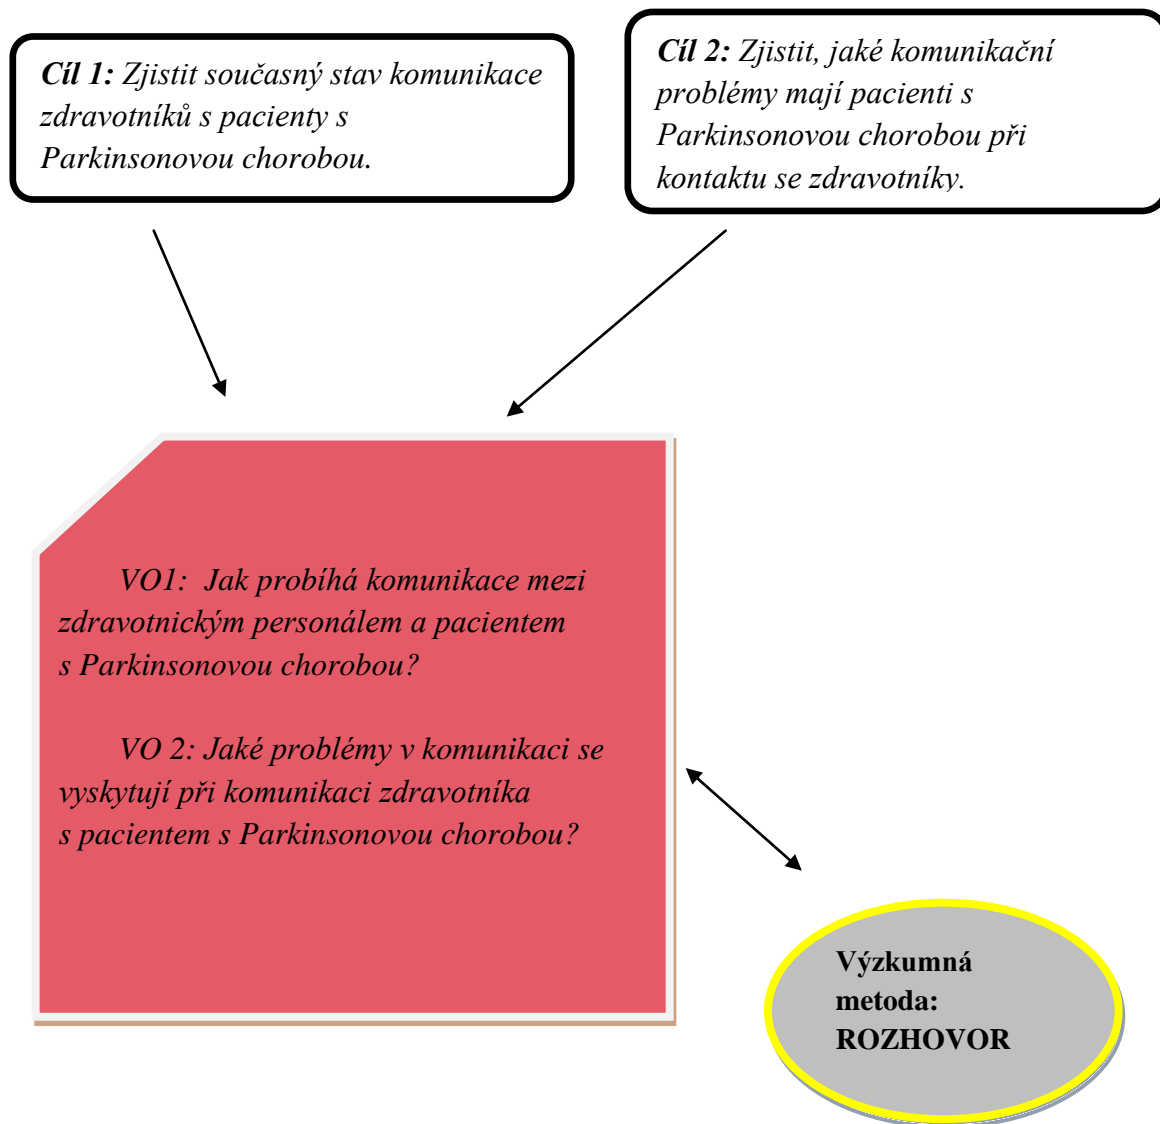 Cíl 1: Zjistit současný stav komunikace
zdravotníků s pacienty s
Parkinsonovou chorobou.
Cíl 2: Zjistit, jaké komunikační
problémy mají pacienti s
Parkinsonovou chorobou při
kontaktu se zdravotníky.
VO1: Jak probíhá komunikace mezi
zdravotnickým personálem a pacientem
s Parkinsonovou chorobou?
VO 2: Jaké problémy v komunikaci se
vyskytují při komunikaci zdravotníka
s pacientem s Parkinsonovou chorobou?
Výzkumná
metoda:
ROZHOVOR